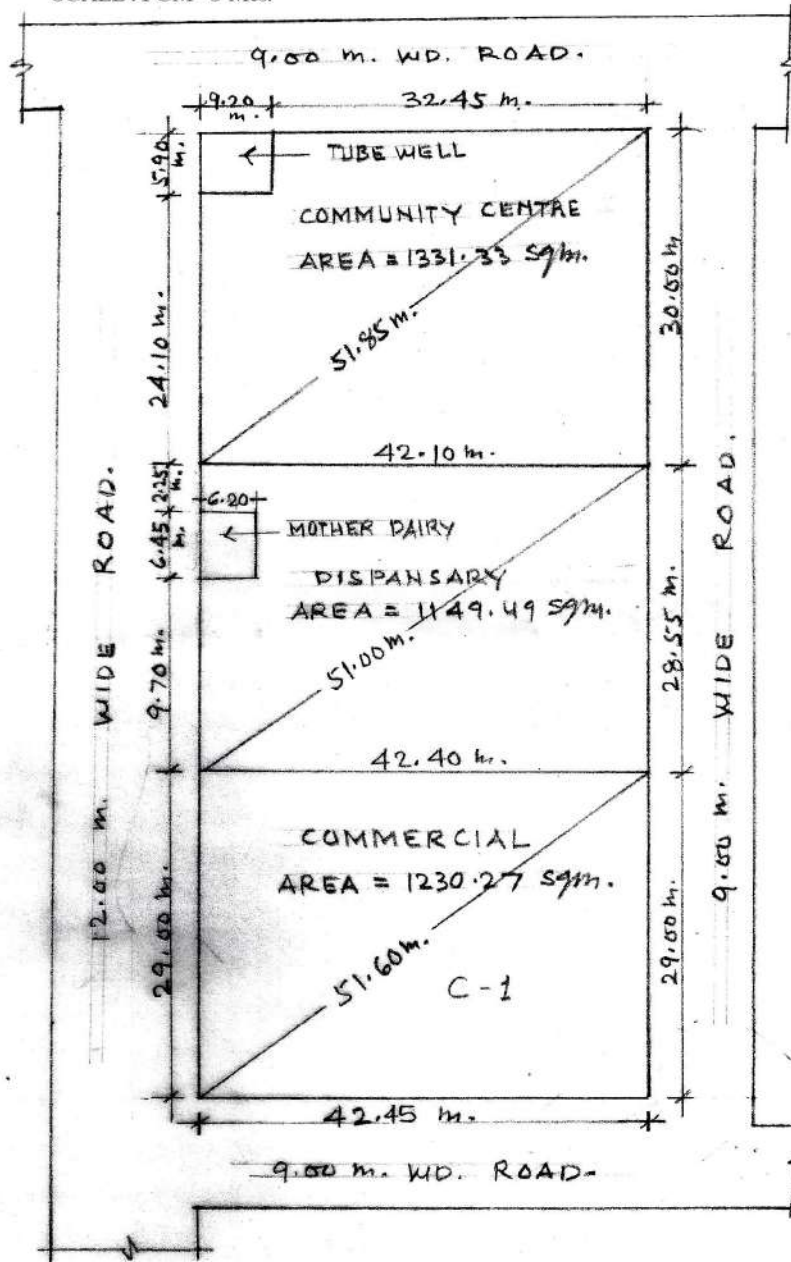 9.00 m. WD. ROAD.
9.20 m.
32.45 m.
5.90 m.
TUBE WELL
COMMUNITY CENTRE
AREA = 1331.33 sqm.
51.85 m.
30.00 m
24.10 m.
42.10 m.
2.25 m.
6.20
6.45 m.
MOTHER DAIRY
DISPANSARY
AREA = 1149.49 sqm.
51.00 m.
28.55 m.
9.70 m.
42.40 m.
COMMERCIAL
AREA = 1230.27 sqm.
51.60 m.
C-1
29.00 m.
29.00 m.
42.45 m.
12.00 m. WIDE ROAD.
9.00 m. WIDE ROAD.
9.00 m. WD. ROAD-